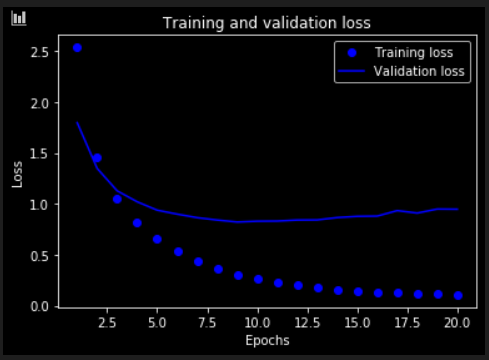 Training and validation loss
Training loss
Validation loss
Loss
2.5
2.0
1.5
1.0
0.5
0.0
2.5 5.0 7.5 10.0 12.5 15.0 17.5 20.0
Epochs